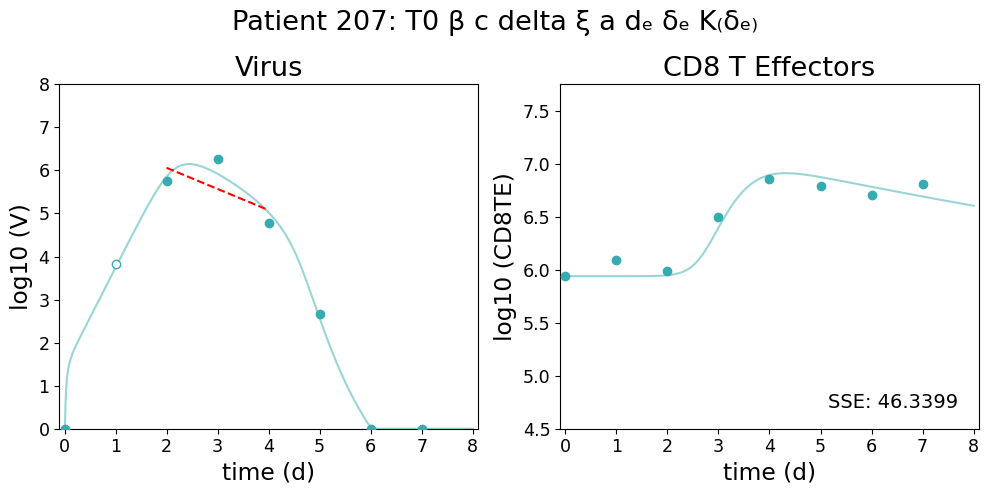 Patient 207: T0 β c delta ξ a dₑ δₑ K₍δₑ₎
Virus
CD8 T Effectors
log10 (V)
8
7
6
5
4
3
2
1
0
0 1 2 3 4 5 6 7 8
time (d)
log10 (CD8TE)
7.5
7.0
6.5
6.0
5.5
5.0
4.5
SSE: 46.3399
0 1 2 3 4 5 6 7 8
time (d)